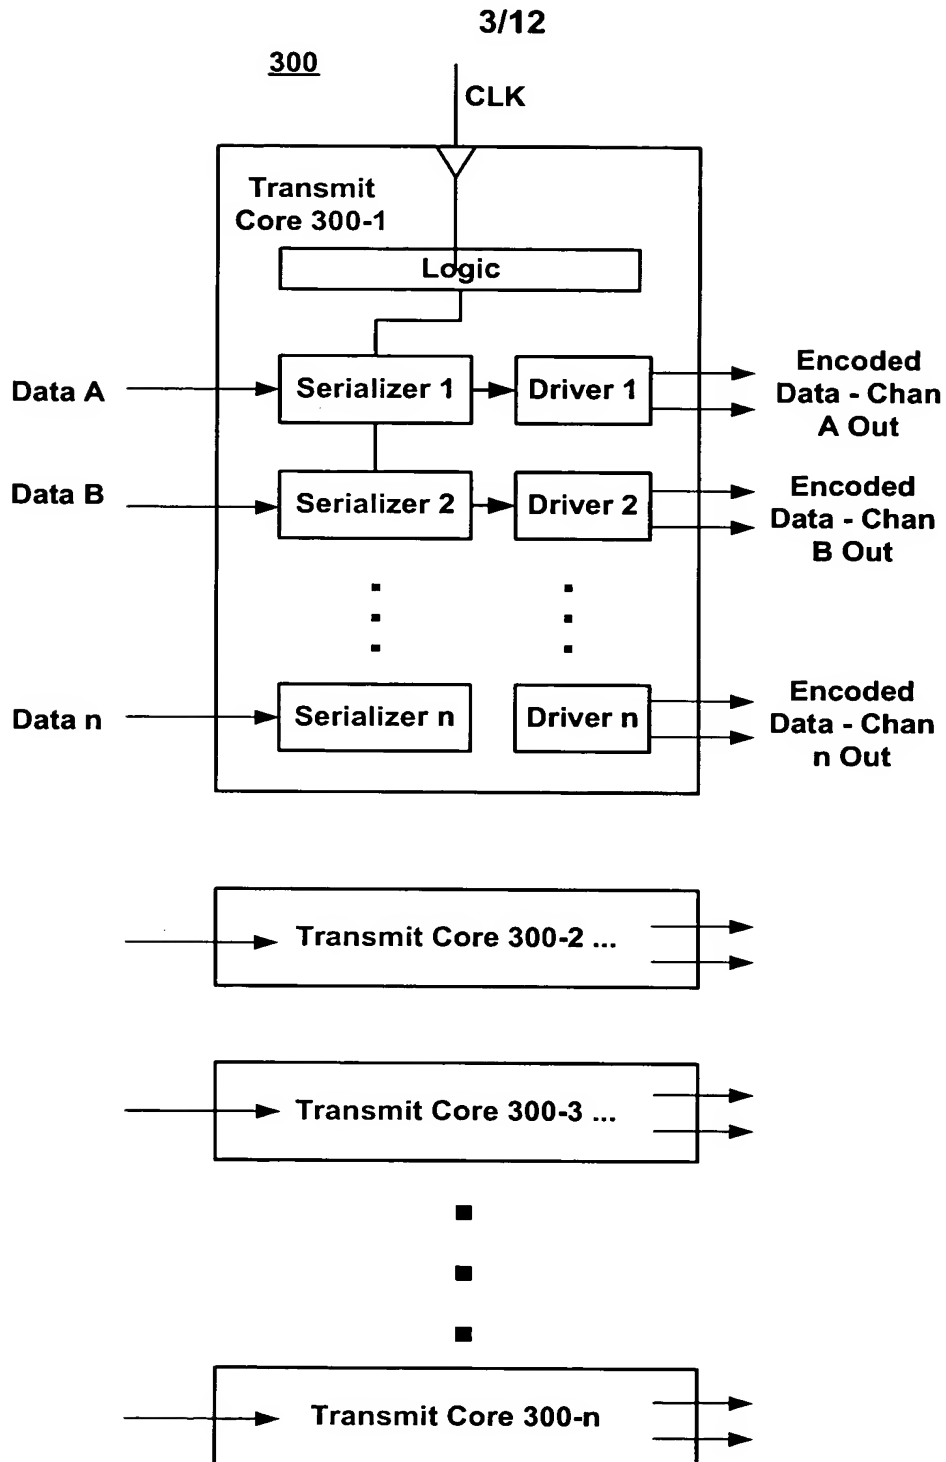 3/12
300
CLK
Transmit
Core 300-1
Logic
Data A
Serializer 1
Driver 1
Encoded
Data - Chan
A Out
Data B
Serializer 2
Driver 2
Encoded
Data - Chan
B Out
Data n
Serializer n
Driver n
Encoded
Data - Chan
n Out
Transmit Core 300-2 ...
Transmit Core 300-3 ...
Transmit Core 300-n